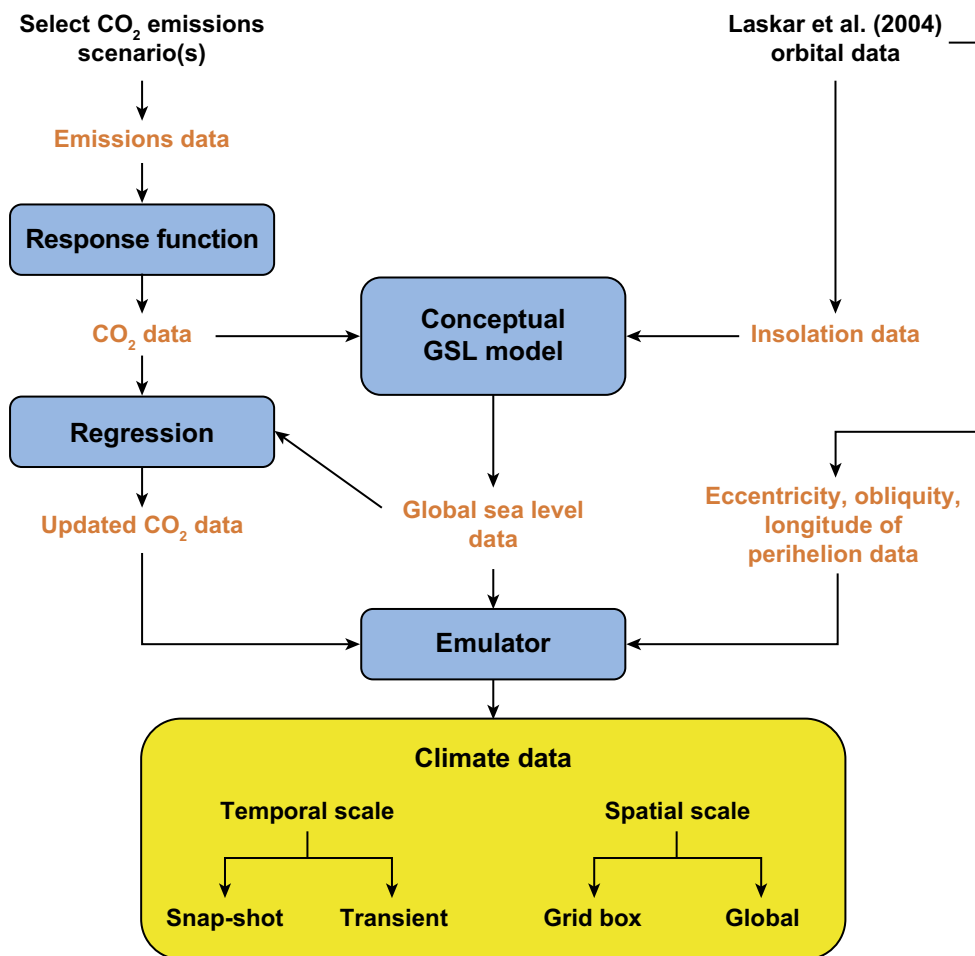 Select CO₂ emissions
scenario(s)
Laskar et al. (2004)
orbital data
Emissions data
Response function
CO₂ data
Conceptual
GSL model
Insolation data
Regression
Updated CO₂ data
Global sea level
data
Eccentricity, obliquity,
longitude of
perihelion data
Emulator
Climate data
Temporal scale
Spatial scale
Snap-shot
Transient
Grid box
Global